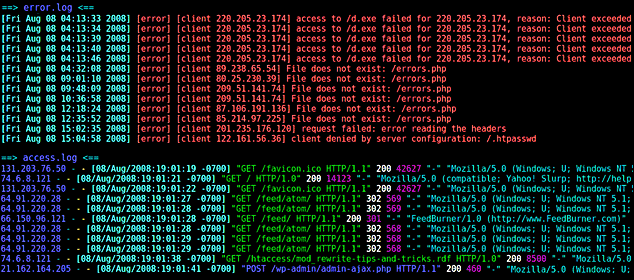 ==> error.log <==
[Fri Aug 08 04:13:33 2008] [error] [client 220.205.23.174] access to /d.exe failed for 220.205.23.174, reason: Client exceeded
[Fri Aug 08 04:13:34 2008] [error] [client 220.205.23.174] access to /d.exe failed for 220.205.23.174, reason: Client exceeded
[Fri Aug 08 04:13:39 2008] [error] [client 220.205.23.174] access to /d.exe failed for 220.205.23.174, reason: Client exceeded
[Fri Aug 08 04:13:40 2008] [error] [client 220.205.23.174] access to /d.exe failed for 220.205.23.174, reason: Client exceeded
[Fri Aug 08 04:13:46 2008] [error] [client 220.205.23.174] access to /d.exe failed for 220.205.23.174, reason: Client exceeded
[Fri Aug 08 04:32:08 2008] [error] [client 89.238.66.54] File does not exist: /errors.php
[Fri Aug 08 09:01:10 2008] [error] [client 80.25.230.39] File does not exist: /errors.php
[Fri Aug 08 09:48:09 2008] [error] [client 209.51.141.74] File does not exist: /errors.php
[Fri Aug 08 10:36:58 2008] [error] [client 209.51.141.74] File does not exist: /errors.php
[Fri Aug 08 12:18:24 2008] [error] [client 87.106.191.136] File does not exist: /errors.php
[Fri Aug 08 12:35:52 2008] [error] [client 85.214.97.225] File does not exist: /errors.php
[Fri Aug 08 15:02:35 2008] [error] [client 201.235.176.120] request failed: error reading the headers
[Fri Aug 08 15:04:58 2008] [error] [client 122.161.56.36] client denied by server configuration: /.htpasswd
==> access.log <==
131.203.76.50 - - [08/Aug/2008:19:01:19 -0700] "GET /favicon.ico HTTP/1.1" 200 42627 "-" "Mozilla/5.0 (Windows; U; Windows NT 5
74.6.8.121 - - [08/Aug/2008:19:01:21 -0700] "GET / HTTP/1.0" 200 14123 "-" "Mozilla/5.0 (compatible; Yahoo! Slurp; http://help
131.203.76.50 - - [08/Aug/2008:19:01:22 -0700] "GET /favicon.ico HTTP/1.1" 200 42627 "-" "Mozilla/5.0 (Windows; U; Windows NT 5
64.91.220.28 - - [08/Aug/2008:19:01:27 -0700] "GET /feed/atom/ HTTP/1.1" 302 569 "-" "Mozilla/5.0 (Windows; U; Windows NT 5.1;
64.91.220.28 - - [08/Aug/2008:19:01:28 -0700] "GET /feed/atom/ HTTP/1.1" 302 569 "-" "Mozilla/5.0 (Windows; U; Windows NT 5.1;
66.150.96.121 - - [08/Aug/2008:19:01:28 -0700] "GET /feed/ HTTP/1.1" 200 381 "-" "FeedBurner/1.0 (http://www.FeedBurner.com)"
64.91.220.28 - - [08/Aug/2008:19:01:28 -0700] "GET /feed/atom/ HTTP/1.1" 302 568 "-" "Mozilla/5.0 (Windows; U; Windows NT 5.1;
64.91.220.28 - - [08/Aug/2008:19:01:29 -0700] "GET /feed/atom/ HTTP/1.1" 302 568 "-" "Mozilla/5.0 (Windows; U; Windows NT 5.1;
64.91.220.28 - - [08/Aug/2008:19:01:29 -0700] "GET /feed/atom/ HTTP/1.1" 302 568 "-" "Mozilla/5.0 (Windows; U; Windows NT 5.1;
74.6.8.121 - - [08/Aug/2008:19:01:38 -0700] "GET /htaccess/mod_rewrite-tips-and-tricks.rdf HTTP/1.0" 200 8500 "-" "Mozilla/5.0
21.162.164.205 - - [08/Aug/2008:19:01:41 -0700] "POST /wp-admin/admin-ajax.php HTTP/1.1" 200 460 "-" "Mozilla/5.0 (Windows;